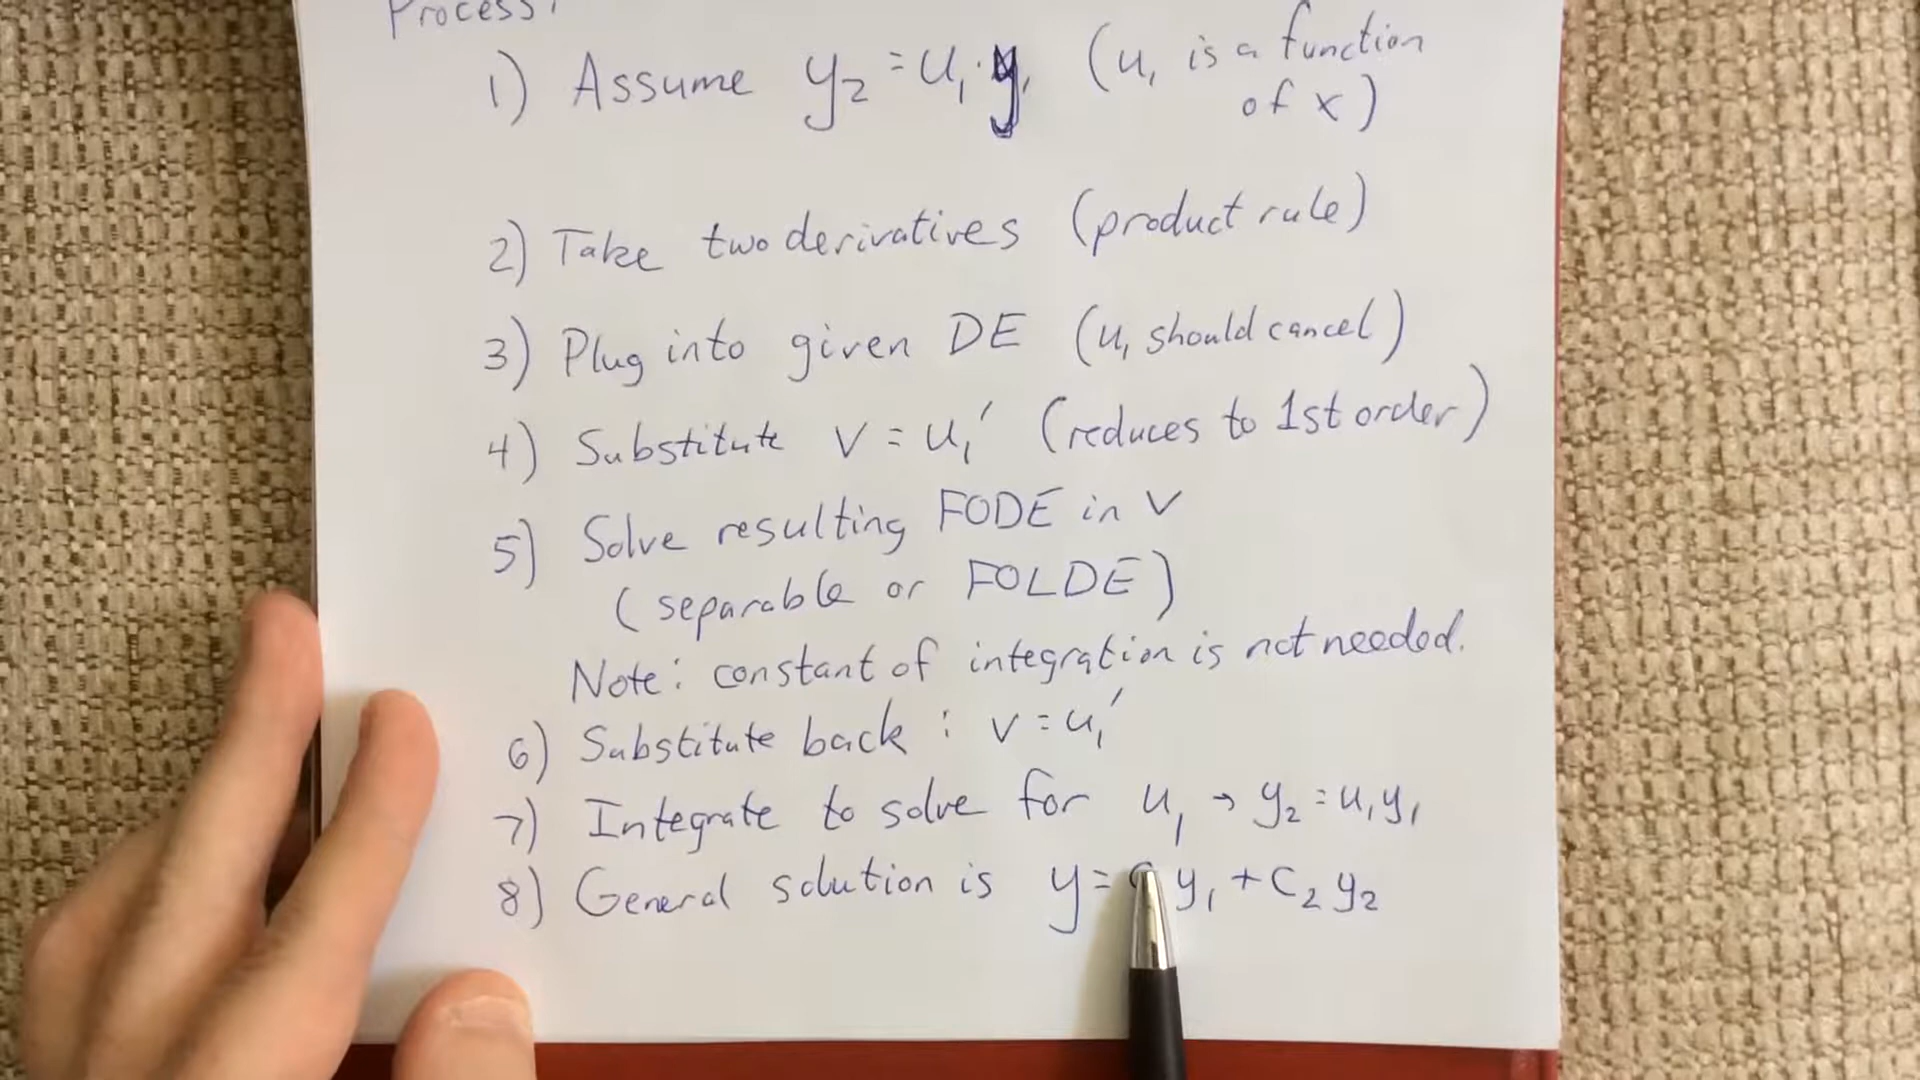 Process:
1) Assume y₂ = u₁·y₁ (u₁ is a function
of x)
2) Take two derivatives (product rule)
3) Plug into given DE (u₁ should cancel)
4) Substitute v = u₁′ (reduces to 1st order)
5) Solve resulting FODE in v
(separable or FOLDE)
Note: constant of integration is not needed.
6) Substitute back : v = u₁′
7) Integrate to solve for u₁ → y₂ = u₁y₁
8) General solution is y = C y₁ + C₂ y₂